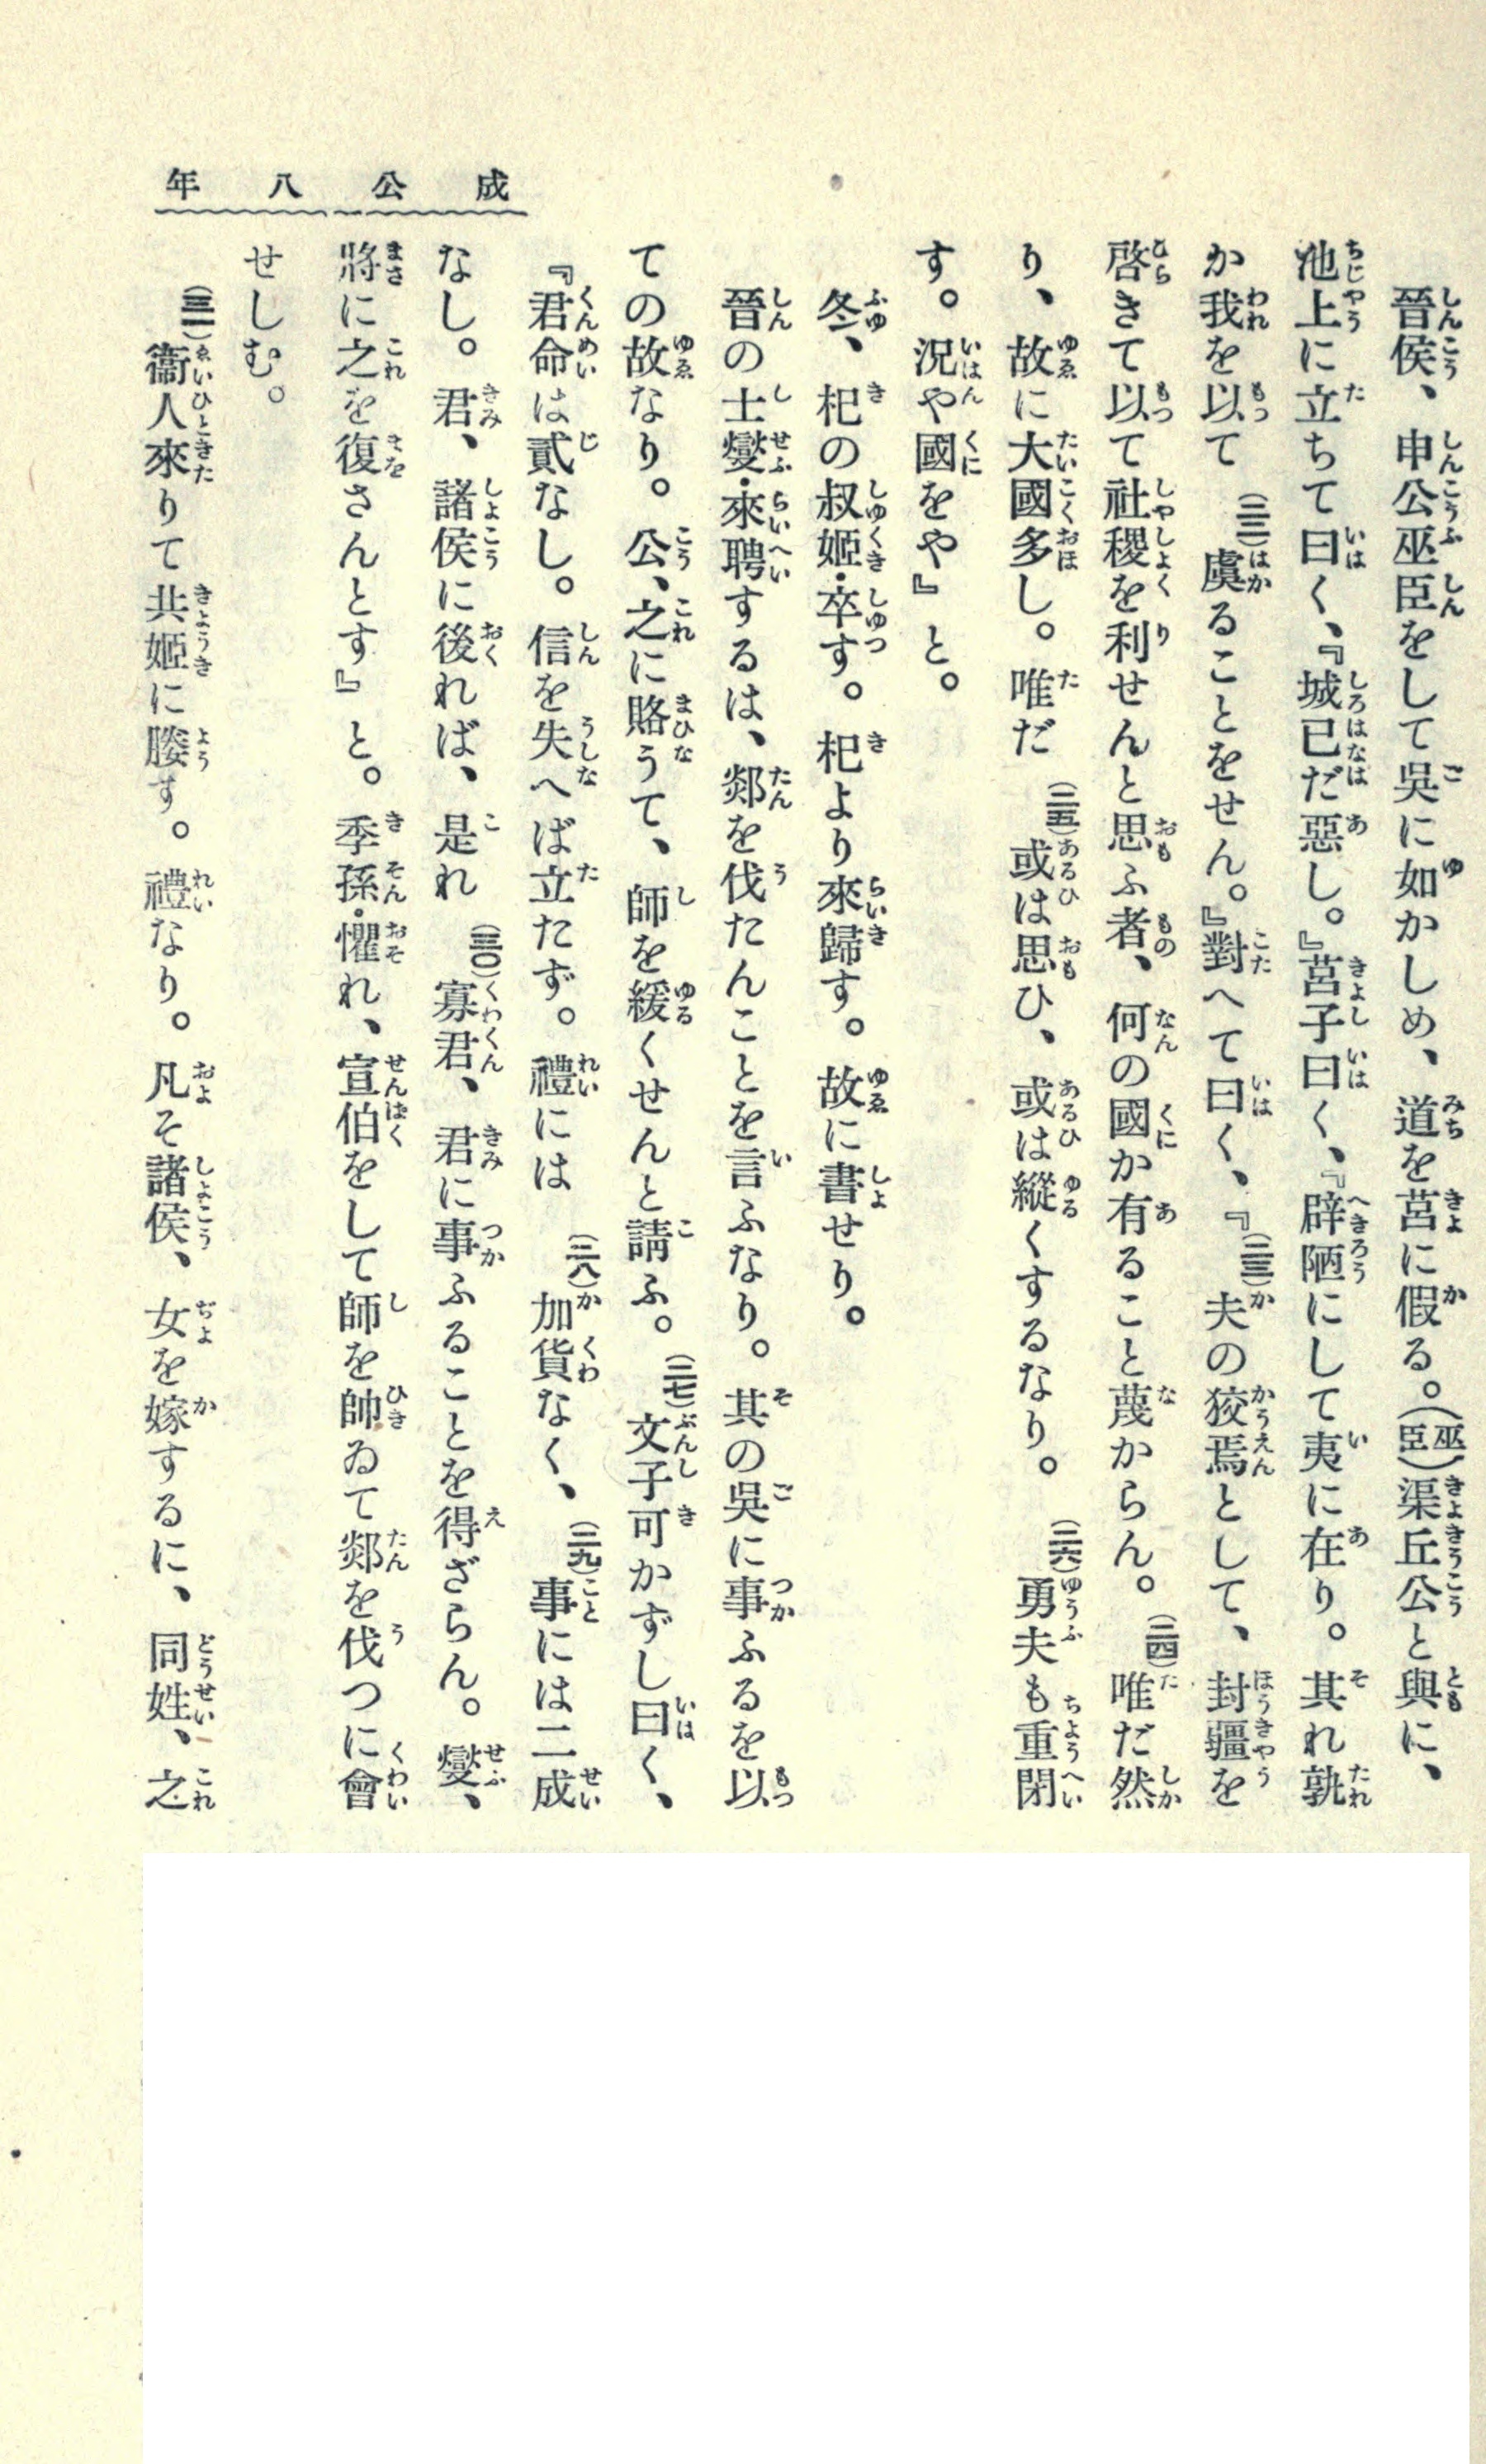 成公八年
晉侯、申公巫臣をして吳に如かしめ、道を莒に假る。(巫臣)渠丘公と與に、
池上に立ちて曰く、『城已だ惡し。』莒子曰く、『辟陋にして夷に在り。其れ孰
か我を以て(二二)虞ることをせん。』對へて曰く、『(二三)夫の狡焉として、封疆を
啓きて以て社稷を利せんと思ふ者、何の國か有ること蔑からん。(二四)唯だ然
り、故に大國多し。唯だ(二五)或は思ひ、或は縱くするなり。(二六)勇夫も重閉
す。況や國をや』と。
冬、杞の叔姬・卒す。杞より來歸す。故に書せり。
晉の士燮・來聘するは、郯を伐たんことを言ふなり。其の吳に事ふるを以
ての故なり。公、之に賂うて、師を緩くせんと請ふ。(二七)文子可かずし曰く、
『君命は貳なし。信を失へば立たず。禮には(二八)加貨なく、(二九)事には二成
なし。君、諸侯に後れば、是れ(三〇)寡君、君に事ふることを得ざらん。燮、
將に之を復さんとす』と。季孫・懼れ、宣伯をして師を帥ゐて郯を伐つに會
せしむ。
(三一)衞人來りて共姬に媵す。禮なり。凡そ諸侯、女を嫁するに、同姓、之